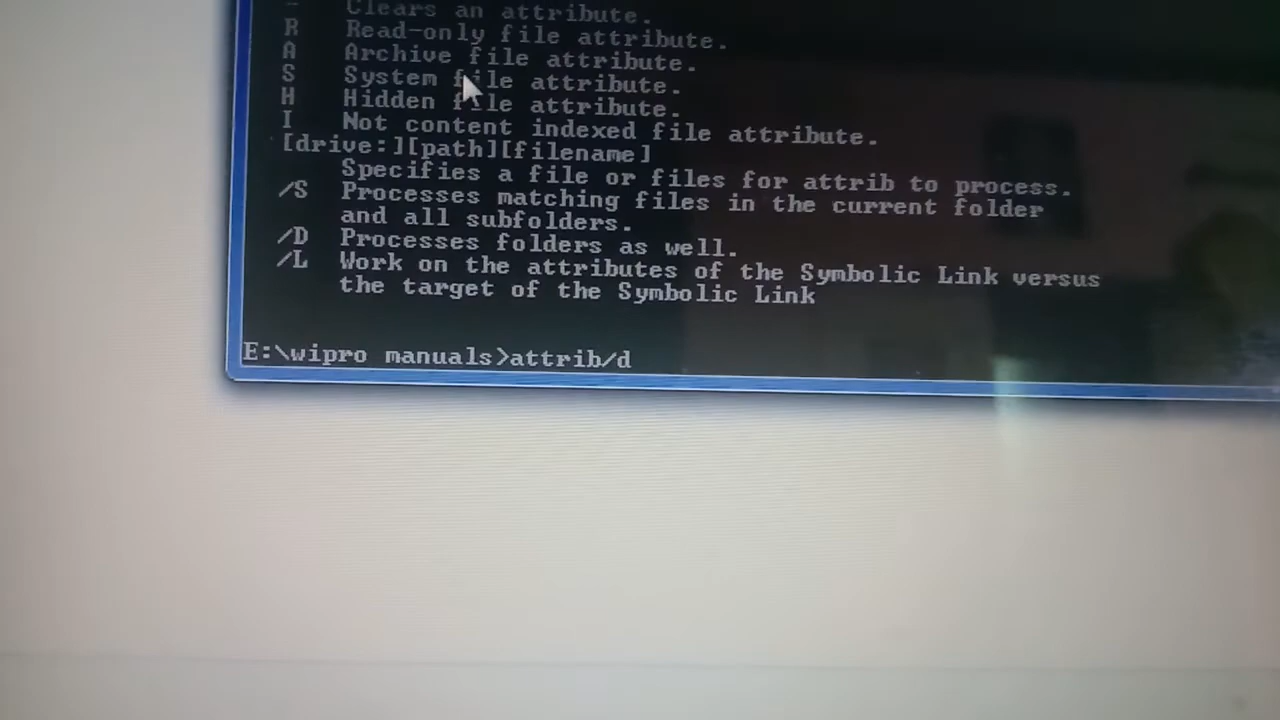 - Clears an attribute.
R Read-only file attribute.
A Archive file attribute.
S System file attribute.
H Hidden file attribute.
I Not content indexed file attribute.
[drive:][path][filename]
Specifies a file or files for attrib to process.
/S Processes matching files in the current folder
and all subfolders.
/D Processes folders as well.
/L Work on the attributes of the Symbolic Link versus
the target of the Symbolic Link
E:\wipro manuals>attrib/d